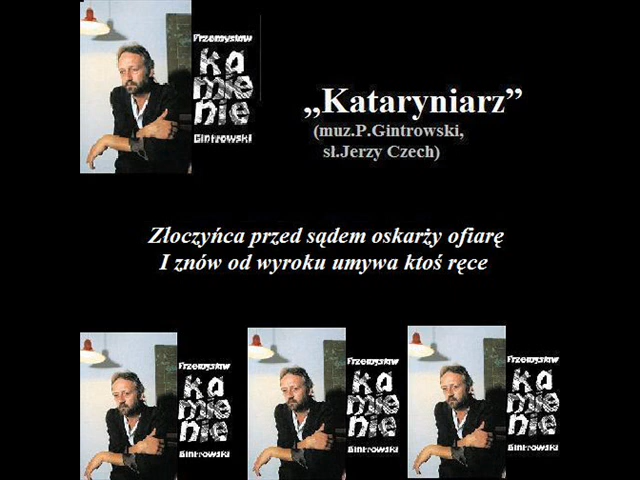 Przemysław
kamienie
Gintrowski
„Kataryniarz”
(muz.P.Gintrowski,
sł.Jerzy Czech)
Złoczyńca przed sądem oskarży ofiarę
I znów od wyroku umywa ktoś ręce
Przemysław
kamienie
Gintrowski
Przemysław
kamienie
Gintrowski
Przemysław
kamienie
Gintrowski